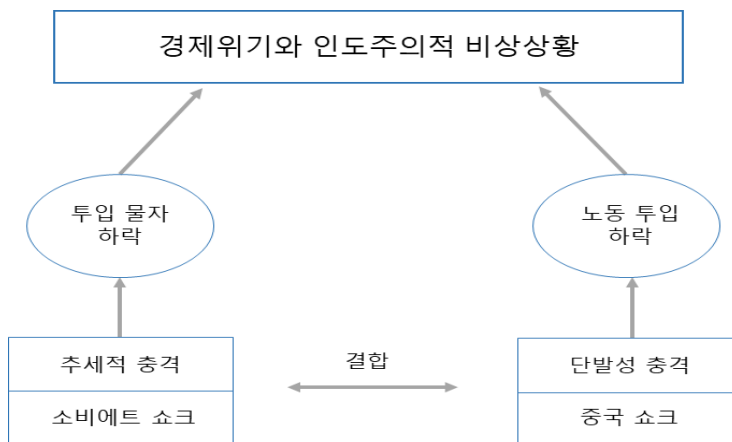 경제위기와 인도주의적 비상상황
투입 물자
하락
노동 투입
하락
추세적 충격
소비에트 쇼크
결합
단발성 충격
중국 쇼크